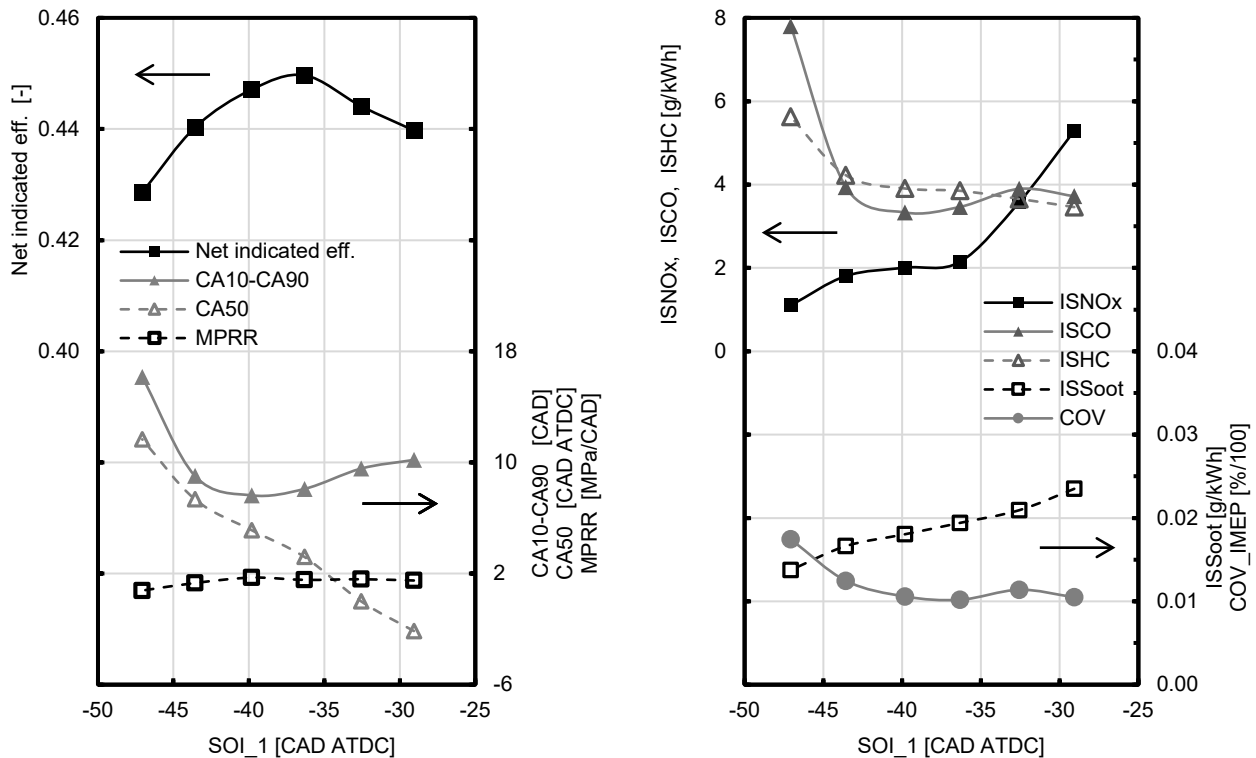 0.46
0.44
0.42
0.40
Net indicated eff. [-]
Net indicated eff.
CA10-CA90
CA50
MPRR
18
10
2
-6
CA10-CA90 [CAD]
CA50 [CAD ATDC]
MPRR [MPa/CAD]
-50 -45 -40 -35 -30 -25
SOI_1 [CAD ATDC]
8
6
4
2
0
ISNOx, ISCO, ISHC [g/kWh]
ISNOx
ISCO
ISHC
ISSoot
COV
0.04
0.03
0.02
0.01
0.00
ISSoot [g/kWh]
COV_IMEP [%/100]
-50 -45 -40 -35 -30 -25
SOI_1 [CAD ATDC]